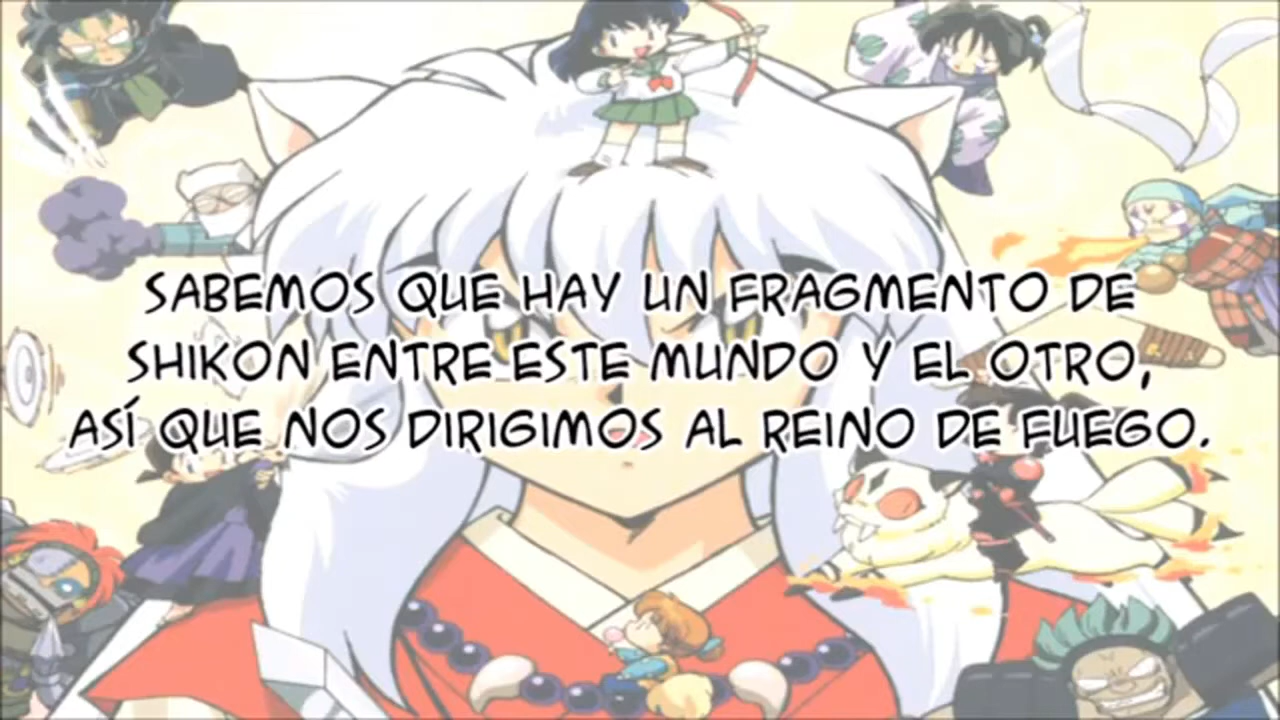 SABEMOS QUE HAY UN FRAGMENTO DE
SHIKON ENTRE ESTE MUNDO Y EL OTRO,
ASÍ QUE NOS DIRIGIMOS AL REINO DE FUEGO.